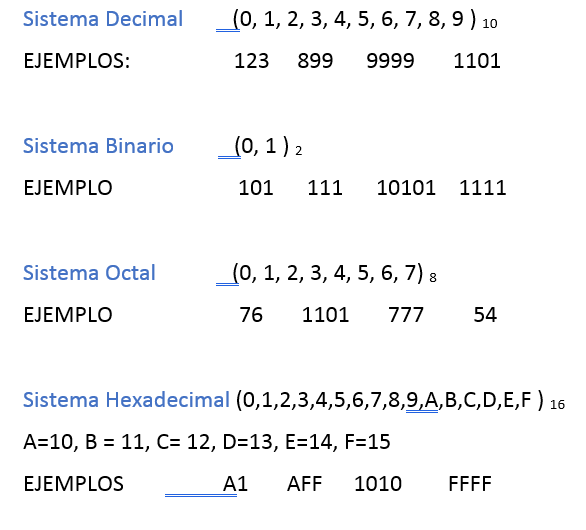 Sistema Decimal (0, 1, 2, 3, 4, 5, 6, 7, 8, 9 ) 10
EJEMPLOS: 123 899 9999 1101
Sistema Binario (0, 1 ) 2
EJEMPLO 101 111 10101 1111
Sistema Octal (0, 1, 2, 3, 4, 5, 6, 7) 8
EJEMPLO 76 1101 777 54
Sistema Hexadecimal (0,1,2,3,4,5,6,7,8,9,A,B,C,D,E,F ) 16
A=10, B = 11, C= 12, D=13, E=14, F=15
EJEMPLOS A1 AFF 1010 FFFF